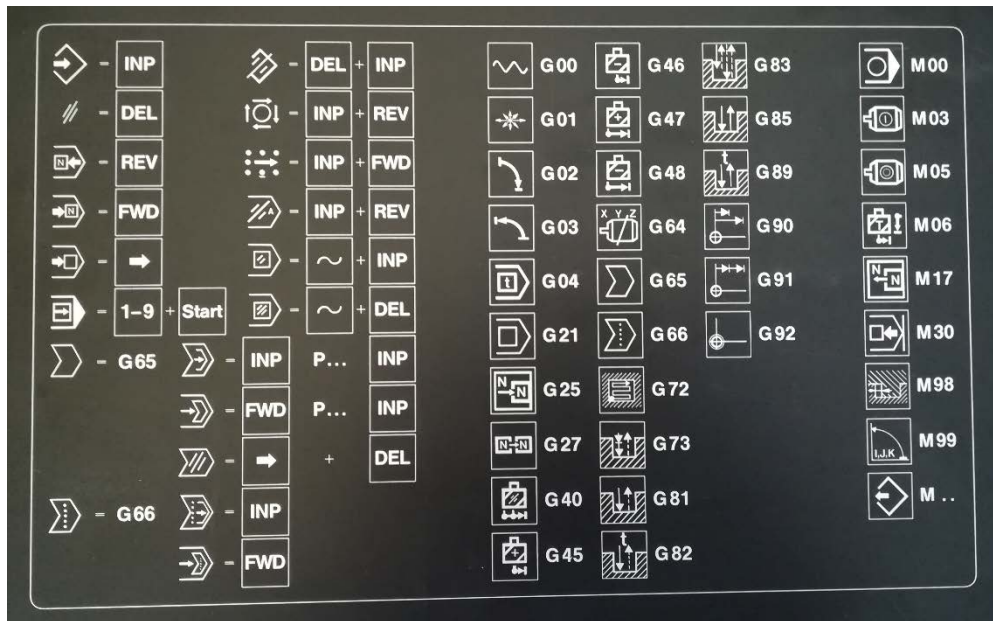 - INP - DEL + INP G00 G46 G83 M00
- DEL - INP + REV G01 G47 G85 M03
N - REV - INP + FWD G02 G48 t G89 M05
N - FWD A - INP + REV G03 X Y Z G64 G90 T M06
- ➡ - ~ + INP t G04 G65 G91 N N M17
- 1-9 + Start - ~ + DEL G21 G66 G92 M30
- G65 - INP P... INP N N G25 G72 M98
- FWD P... INP N N G27 G73 I,J,K M99
- ➡ + DEL G40 G81 M..
= G66 - INP G45 t G82
- FWD